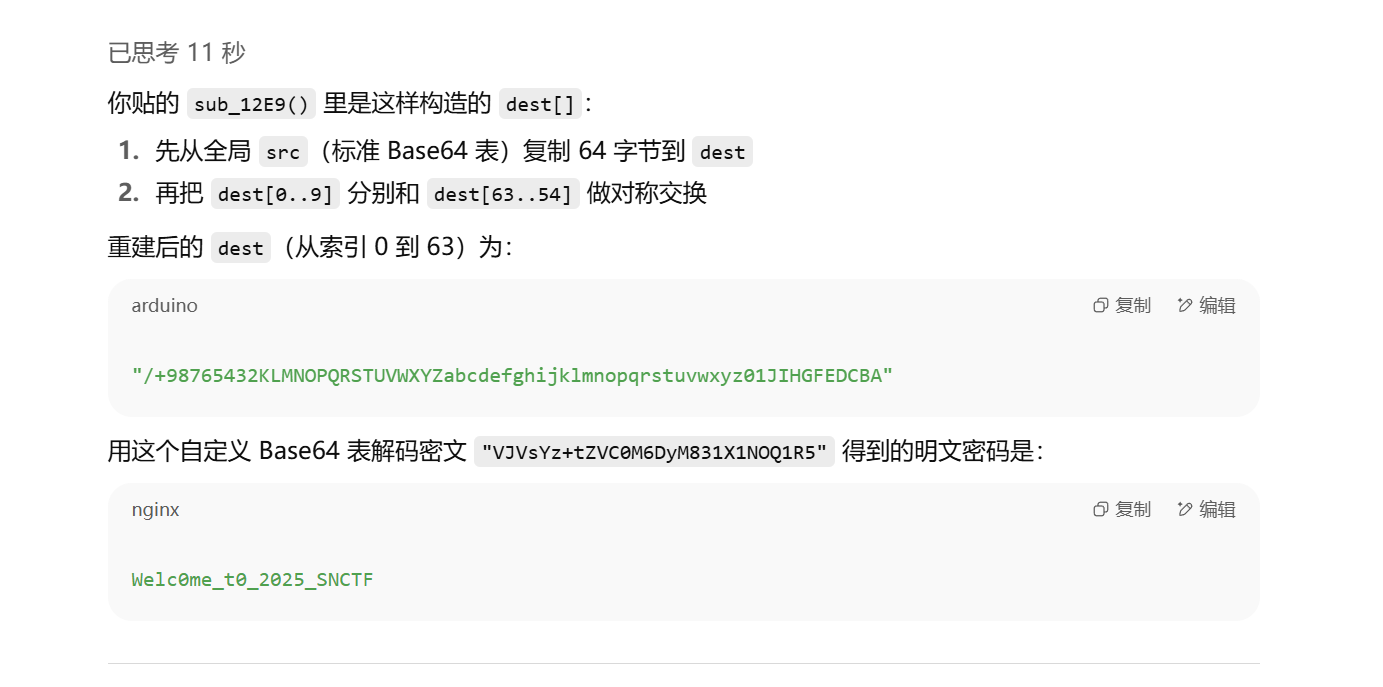 已思考 11 秒
你贴的 sub_12E9() 里是这样构造的 dest[]：
1. 先从全局 src（标准 Base64 表）复制 64 字节到 dest
2. 再把 dest[0..9] 分别和 dest[63..54] 做对称交换
重建后的 dest（从索引 0 到 63）为：
arduino 复制 编辑
"/+98765432KLMNOPQRSTUVWXYZabcdefghijklmnopqrstuvwxyz01JIHGFEDCBA"
用这个自定义 Base64 表解码密文 "VJVsYz+tZVC0M6DyM831X1NOQ1R5" 得到的明文密码是：
nginx 复制 编辑
Welc0me_t0_2025_SNCTF